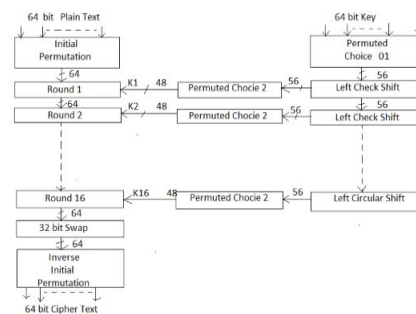 64 bit Plain Text
64 bit Key
Initial
Permutation
Permuted
Choice 01
64
56
Round 1
K1
48
Permuted Chocie 2
56
Left Check Shift
64
56
Round 2
K2
48
Permuted Chocie 2
56
Left Check Shift
Round 16
K16
48
Permuted Chocie 2
56
Left Circular Shift
64
32 bit Swap
64
Inverse
Initial
Permutation
64 bit Cipher Text